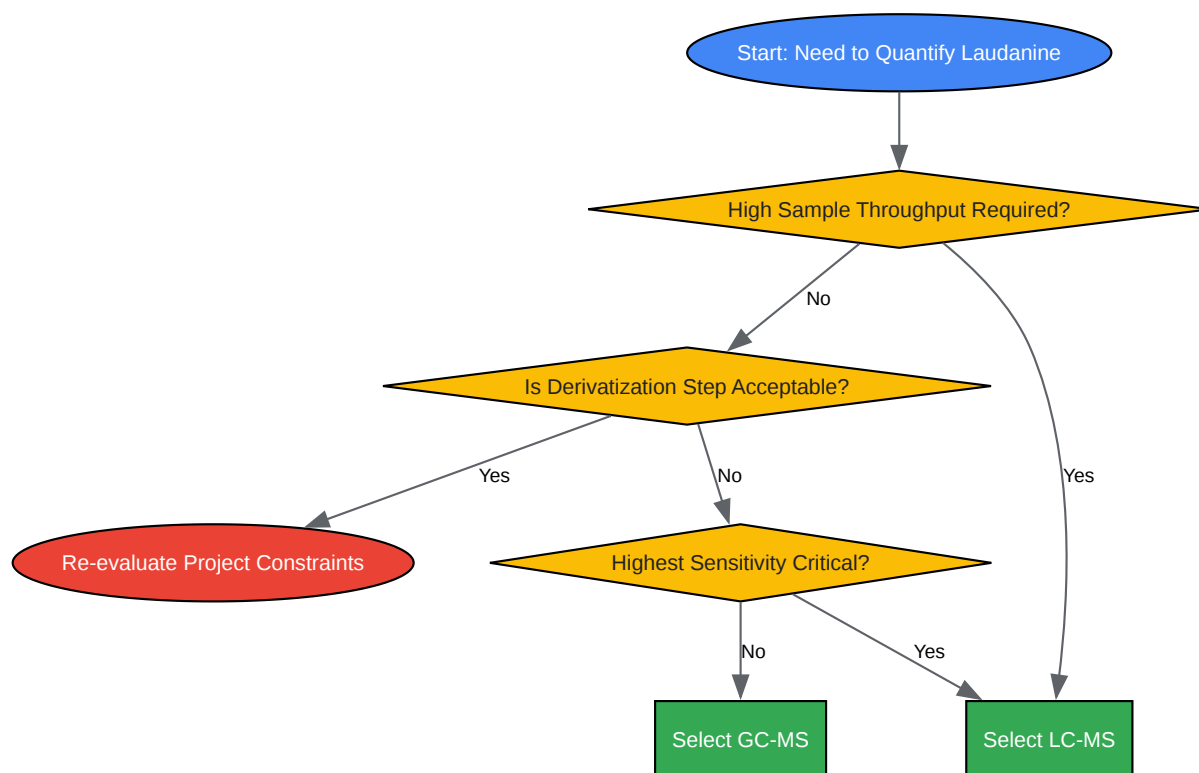 Start: Need to Quantify Laudanine
High Sample Throughput Required?
No
Is Derivatization Step Acceptable?
Yes
No
Yes
Re-evaluate Project Constraints
Highest Sensitivity Critical?
No
Yes
Select GC-MS
Select LC-MS